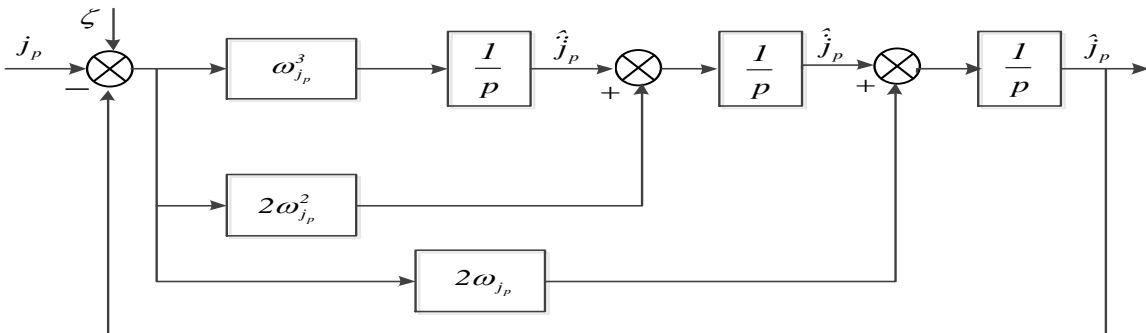 ζ
j_p
−
ω_{j_p}^3
1/p
\hat{\ddot{j}}_p
+
1/p
\hat{\dot{j}}_p
+
1/p
\hat{j}_p
2ω_{j_p}^2
2ω_{j_p}